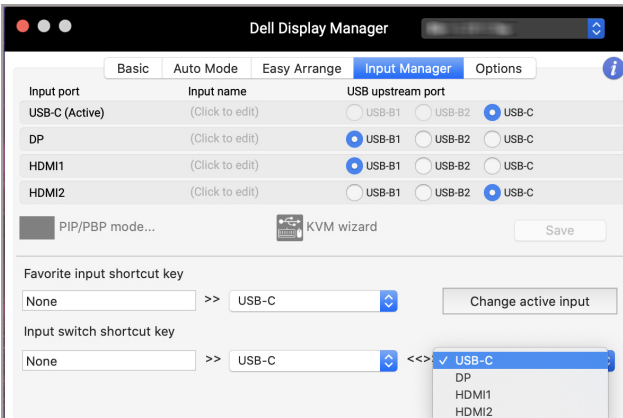 Dell Display Manager
Basic Auto Mode Easy Arrange Input Manager Options i
Input port Input name USB upstream port
USB-C (Active) (Click to edit) USB-B1 USB-B2 USB-C
DP (Click to edit) USB-B1 USB-B2 USB-C
HDMI1 (Click to edit) USB-B1 USB-B2 USB-C
HDMI2 (Click to edit) USB-B1 USB-B2 USB-C
PIP/PBP mode... KVM wizard Save
Favorite input shortcut key
None >> USB-C Change active input
Input switch shortcut key
None >> USB-C <<>> ✓ USB-C
DP
HDMI1
HDMI2